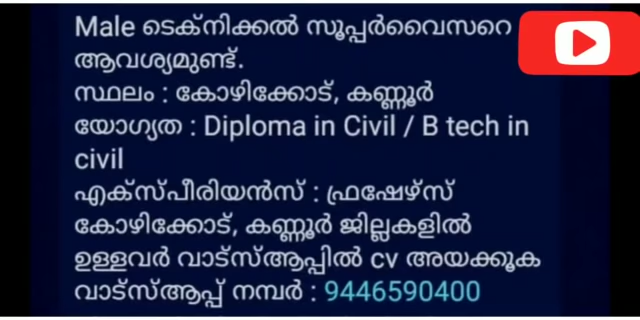 Male ടെക്നിക്കൽ സൂപ്പർവൈസറെ
ആവശ്യമുണ്ട്.
സ്ഥലം : കോഴിക്കോട്, കണ്ണൂർ
യോഗ്യത : Diploma in Civil / B tech in
civil
എക്സ്പീരിയൻസ് : ഫ്രഷേഴ്സ്
കോഴിക്കോട്, കണ്ണൂർ ജില്ലകളിൽ
ഉള്ളവർ വാട്സ്ആപ്പിൽ cv അയക്കൂക
വാട്സ്ആപ്പ് നമ്പർ : 9446590400